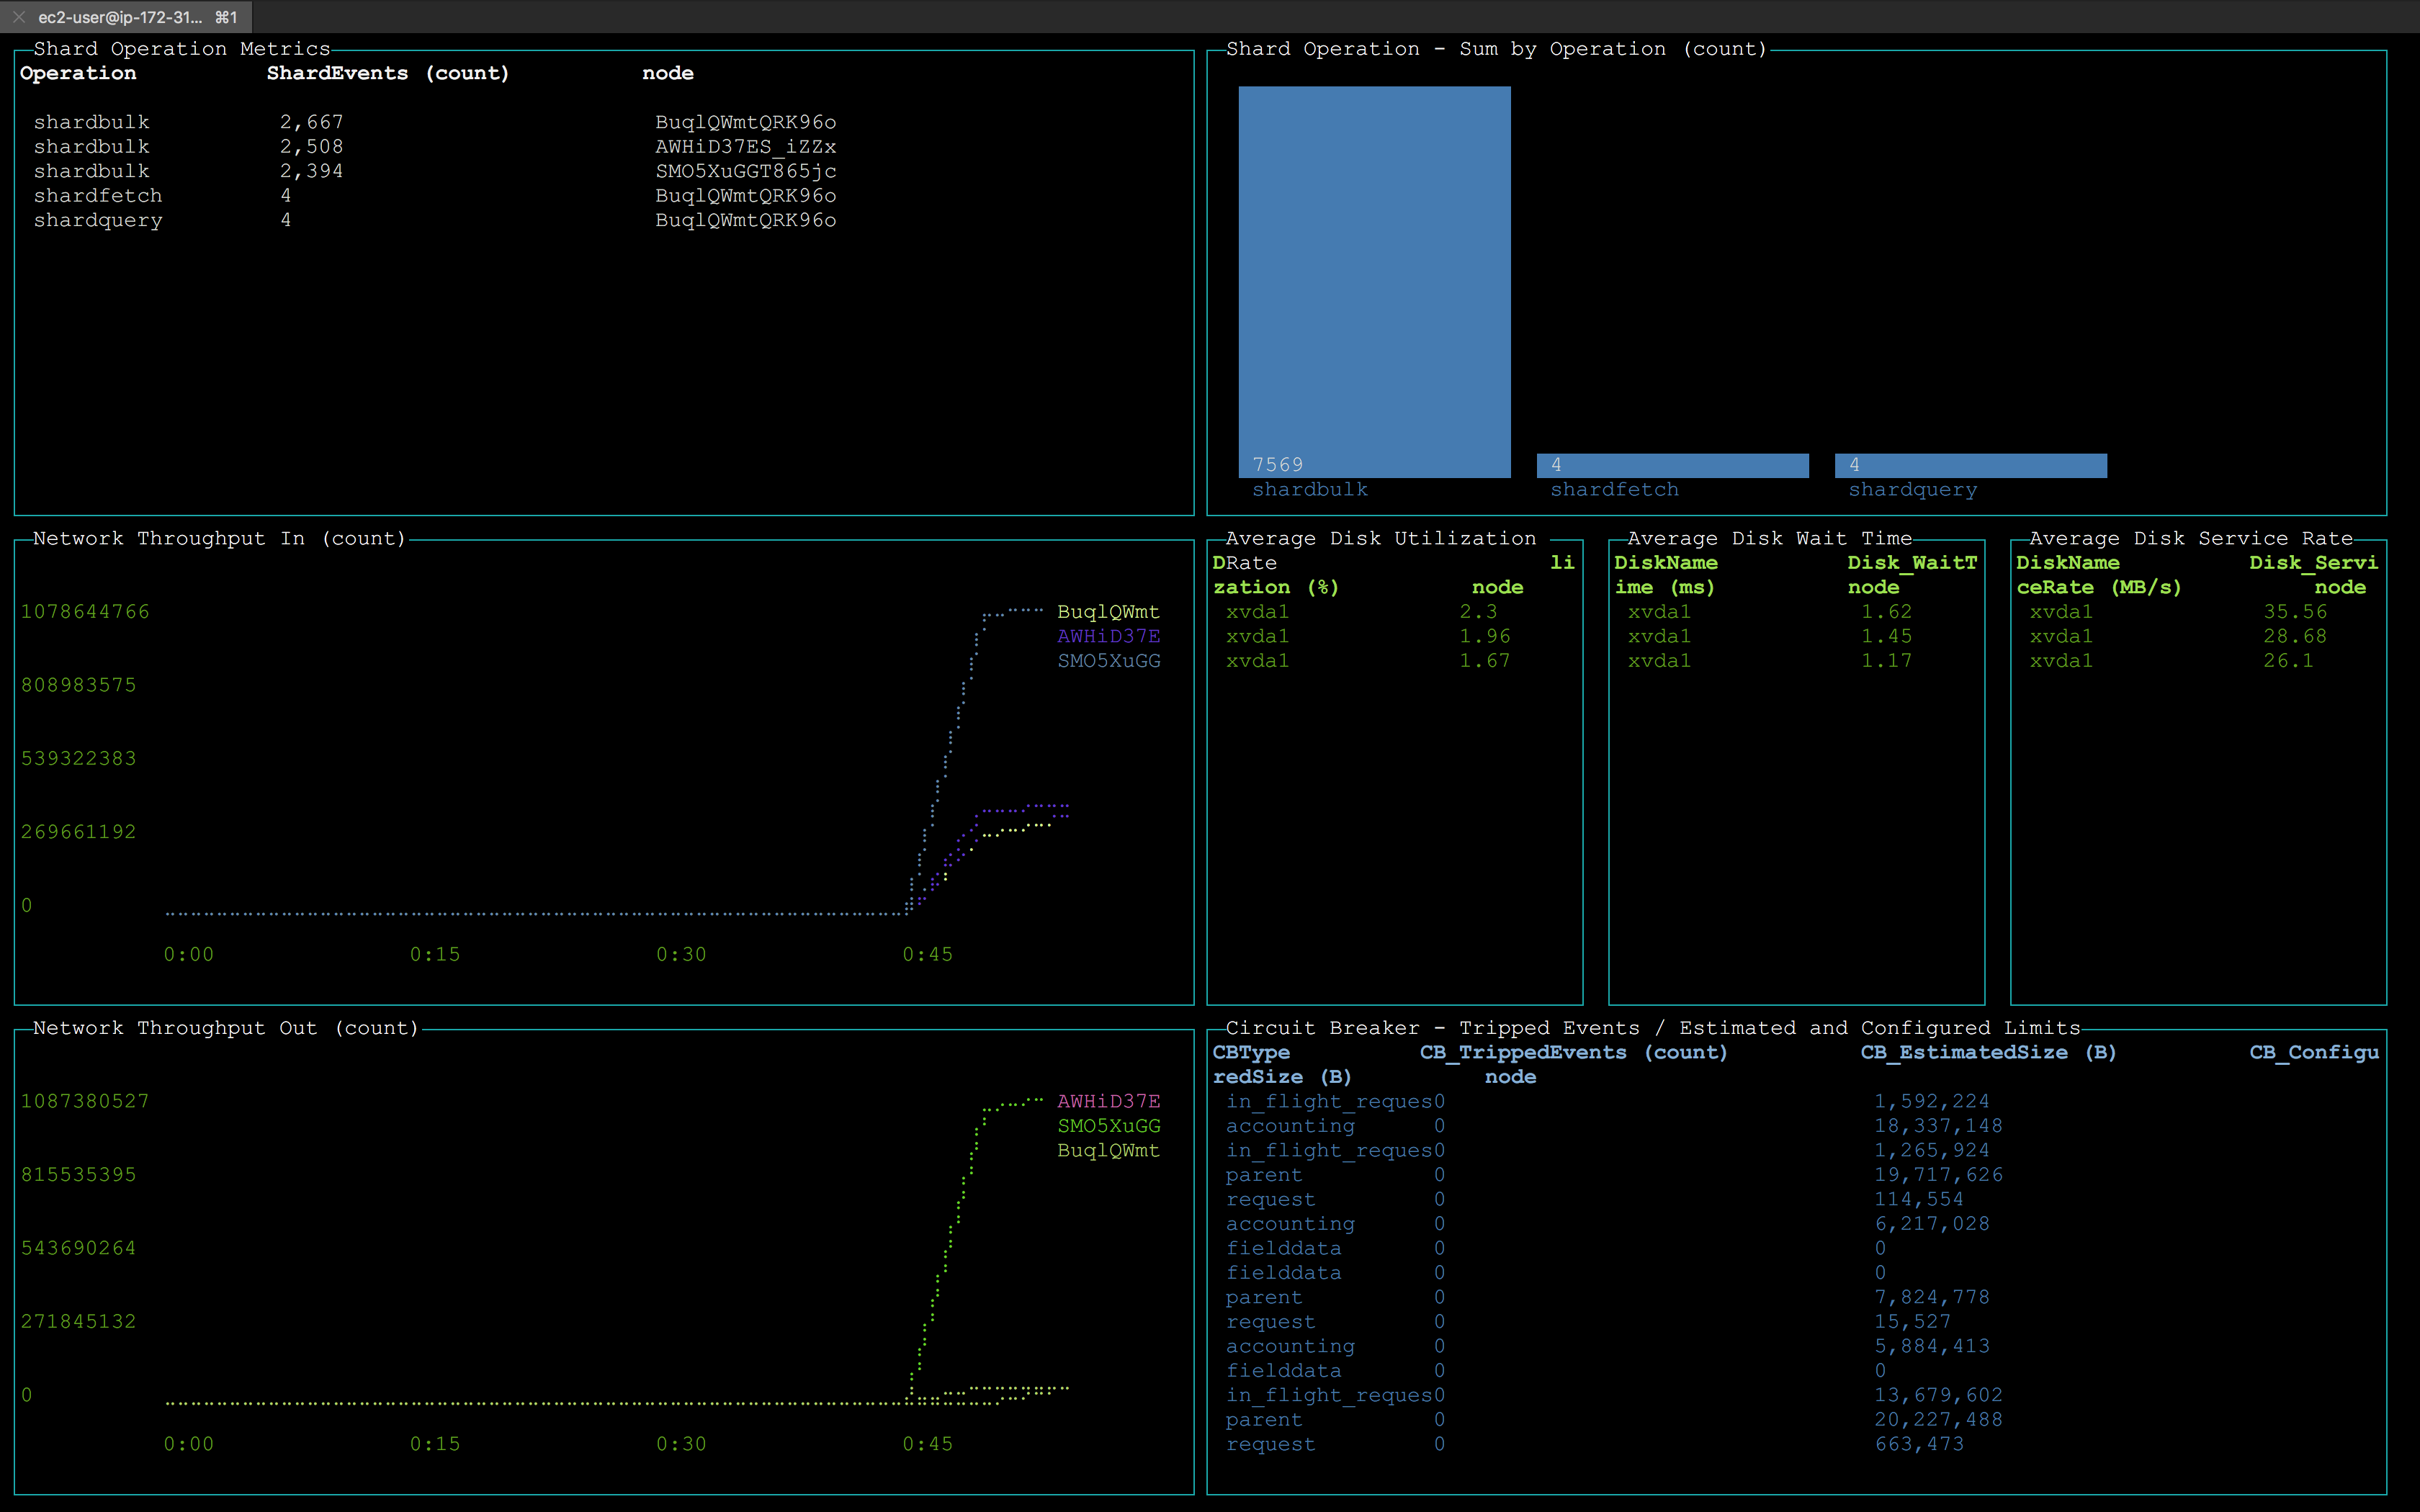 ec2-user@ip-172-31... ⌘1
Shard Operation Metrics
Operation ShardEvents (count) node
shardbulk 2,667 BuqlQWmtQRK96o
shardbulk 2,508 AWHiD37ES_iZZx
shardbulk 2,394 SMO5XuGGT865jc
shardfetch 4 BuqlQWmtQRK96o
shardquery 4 BuqlQWmtQRK96o
Shard Operation - Sum by Operation (count)
7569 4 4
shardbulk shardfetch shardquery
Network Throughput In (count)
1078644766
808983575
539322383
269661192
0
0:00 0:15 0:30 0:45
BuqlQWmt
AWHiD37E
SMO5XuGG
Average Disk Utilization
DRate li
zation (%) node
xvda1 2.3
xvda1 1.96
xvda1 1.67
Average Disk Wait Time
DiskName Disk_WaitT
ime (ms) node
xvda1 1.62
xvda1 1.45
xvda1 1.17
Average Disk Service Rate
DiskName Disk_Servi
ceRate (MB/s) node
xvda1 35.56
xvda1 28.68
xvda1 26.1
Network Throughput Out (count)
1087380527
815535395
543690264
271845132
0
0:00 0:15 0:30 0:45
AWHiD37E
SMO5XuGG
BuqlQWmt
Circuit Breaker - Tripped Events / Estimated and Configured Limits
CBType CB_TrippedEvents (count) CB_EstimatedSize (B) CB_Configu
redSize (B) node
in_flight_reques0 1,592,224
accounting 0 18,337,148
in_flight_reques0 1,265,924
parent 0 19,717,626
request 0 114,554
accounting 0 6,217,028
fielddata 0 0
fielddata 0 0
parent 0 7,824,778
request 0 15,527
accounting 0 5,884,413
fielddata 0 0
in_flight_reques0 13,679,602
parent 0 20,227,488
request 0 663,473